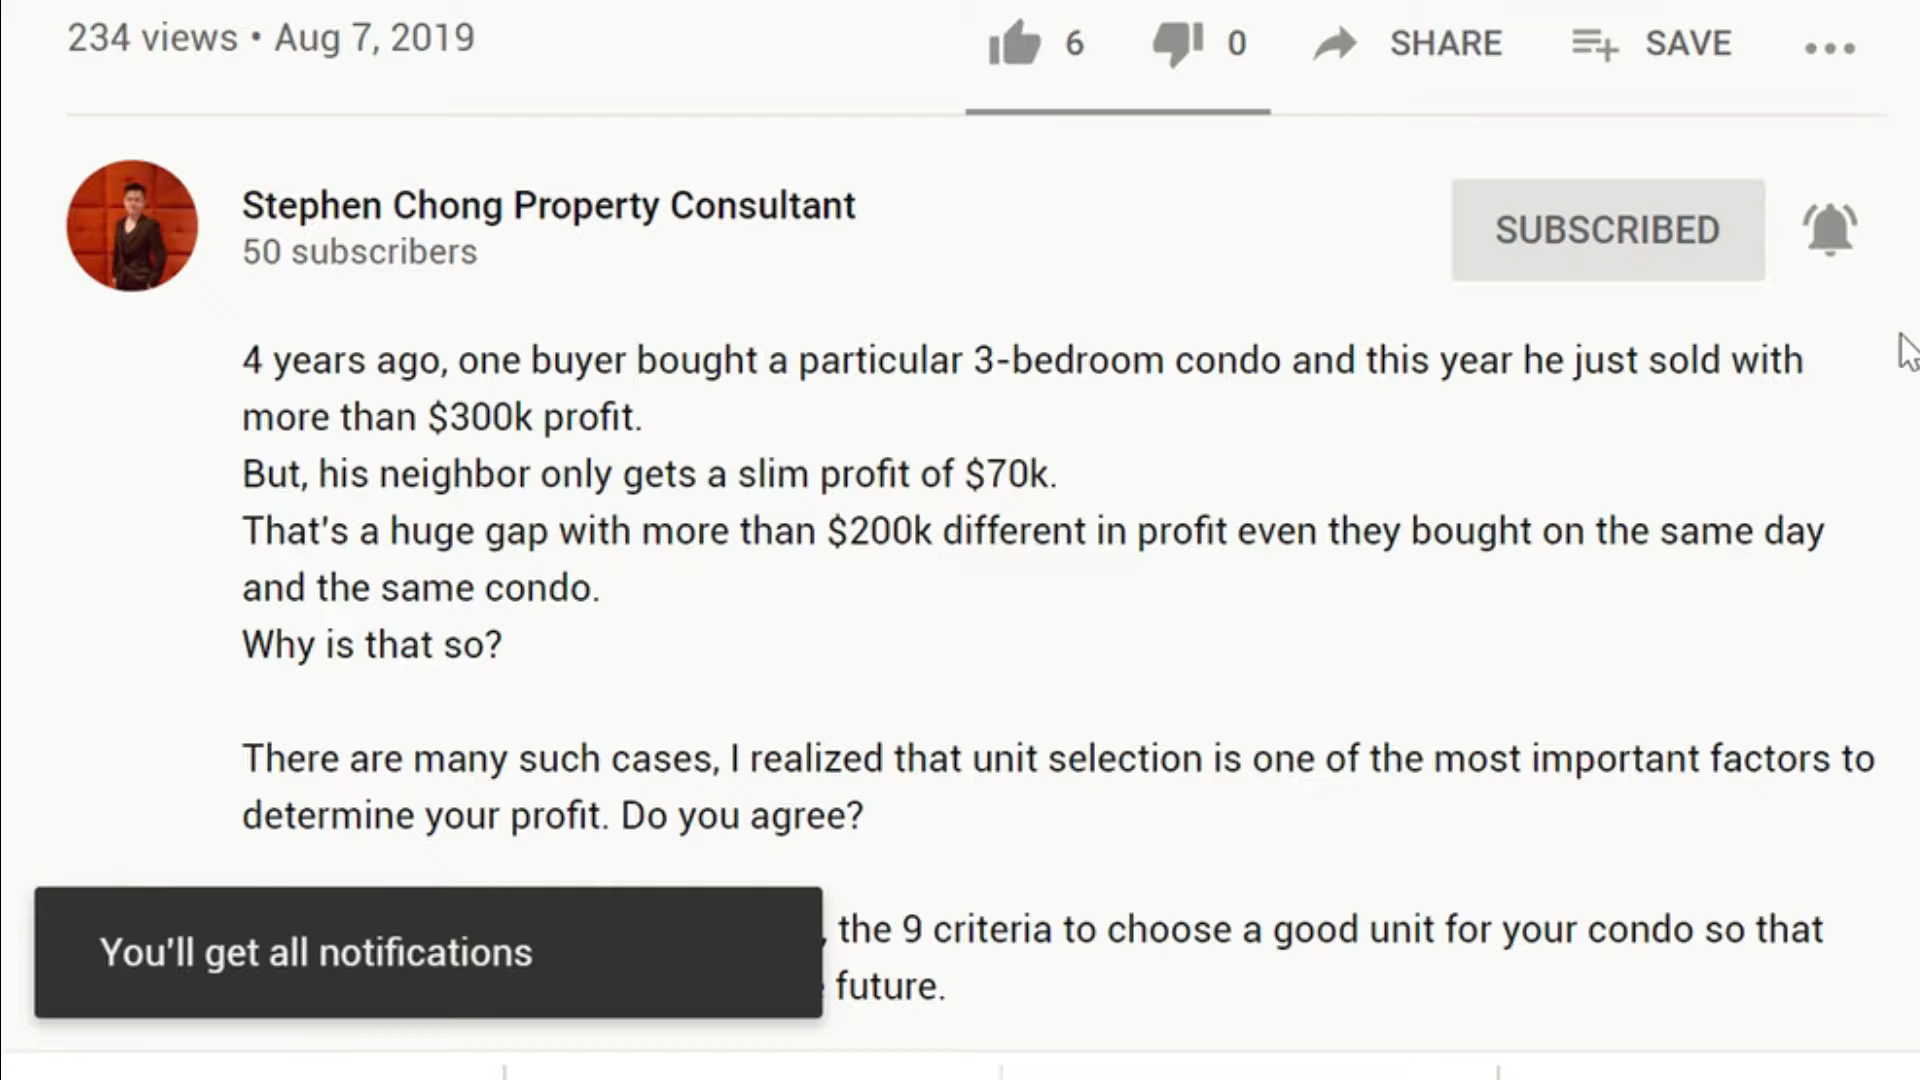 234 views • Aug 7, 2019
6
0
SHARE
SAVE
Stephen Chong Property Consultant
50 subscribers
SUBSCRIBED
4 years ago, one buyer bought a particular 3-bedroom condo and this year he just sold with
more than $300k profit.
But, his neighbor only gets a slim profit of $70k.
That's a huge gap with more than $200k different in profit even they bought on the same day
and the same condo.
Why is that so?
There are many such cases, I realized that unit selection is one of the most important factors to
determine your profit. Do you agree?
the 9 criteria to choose a good unit for your condo so that
future.
You'll get all notifications